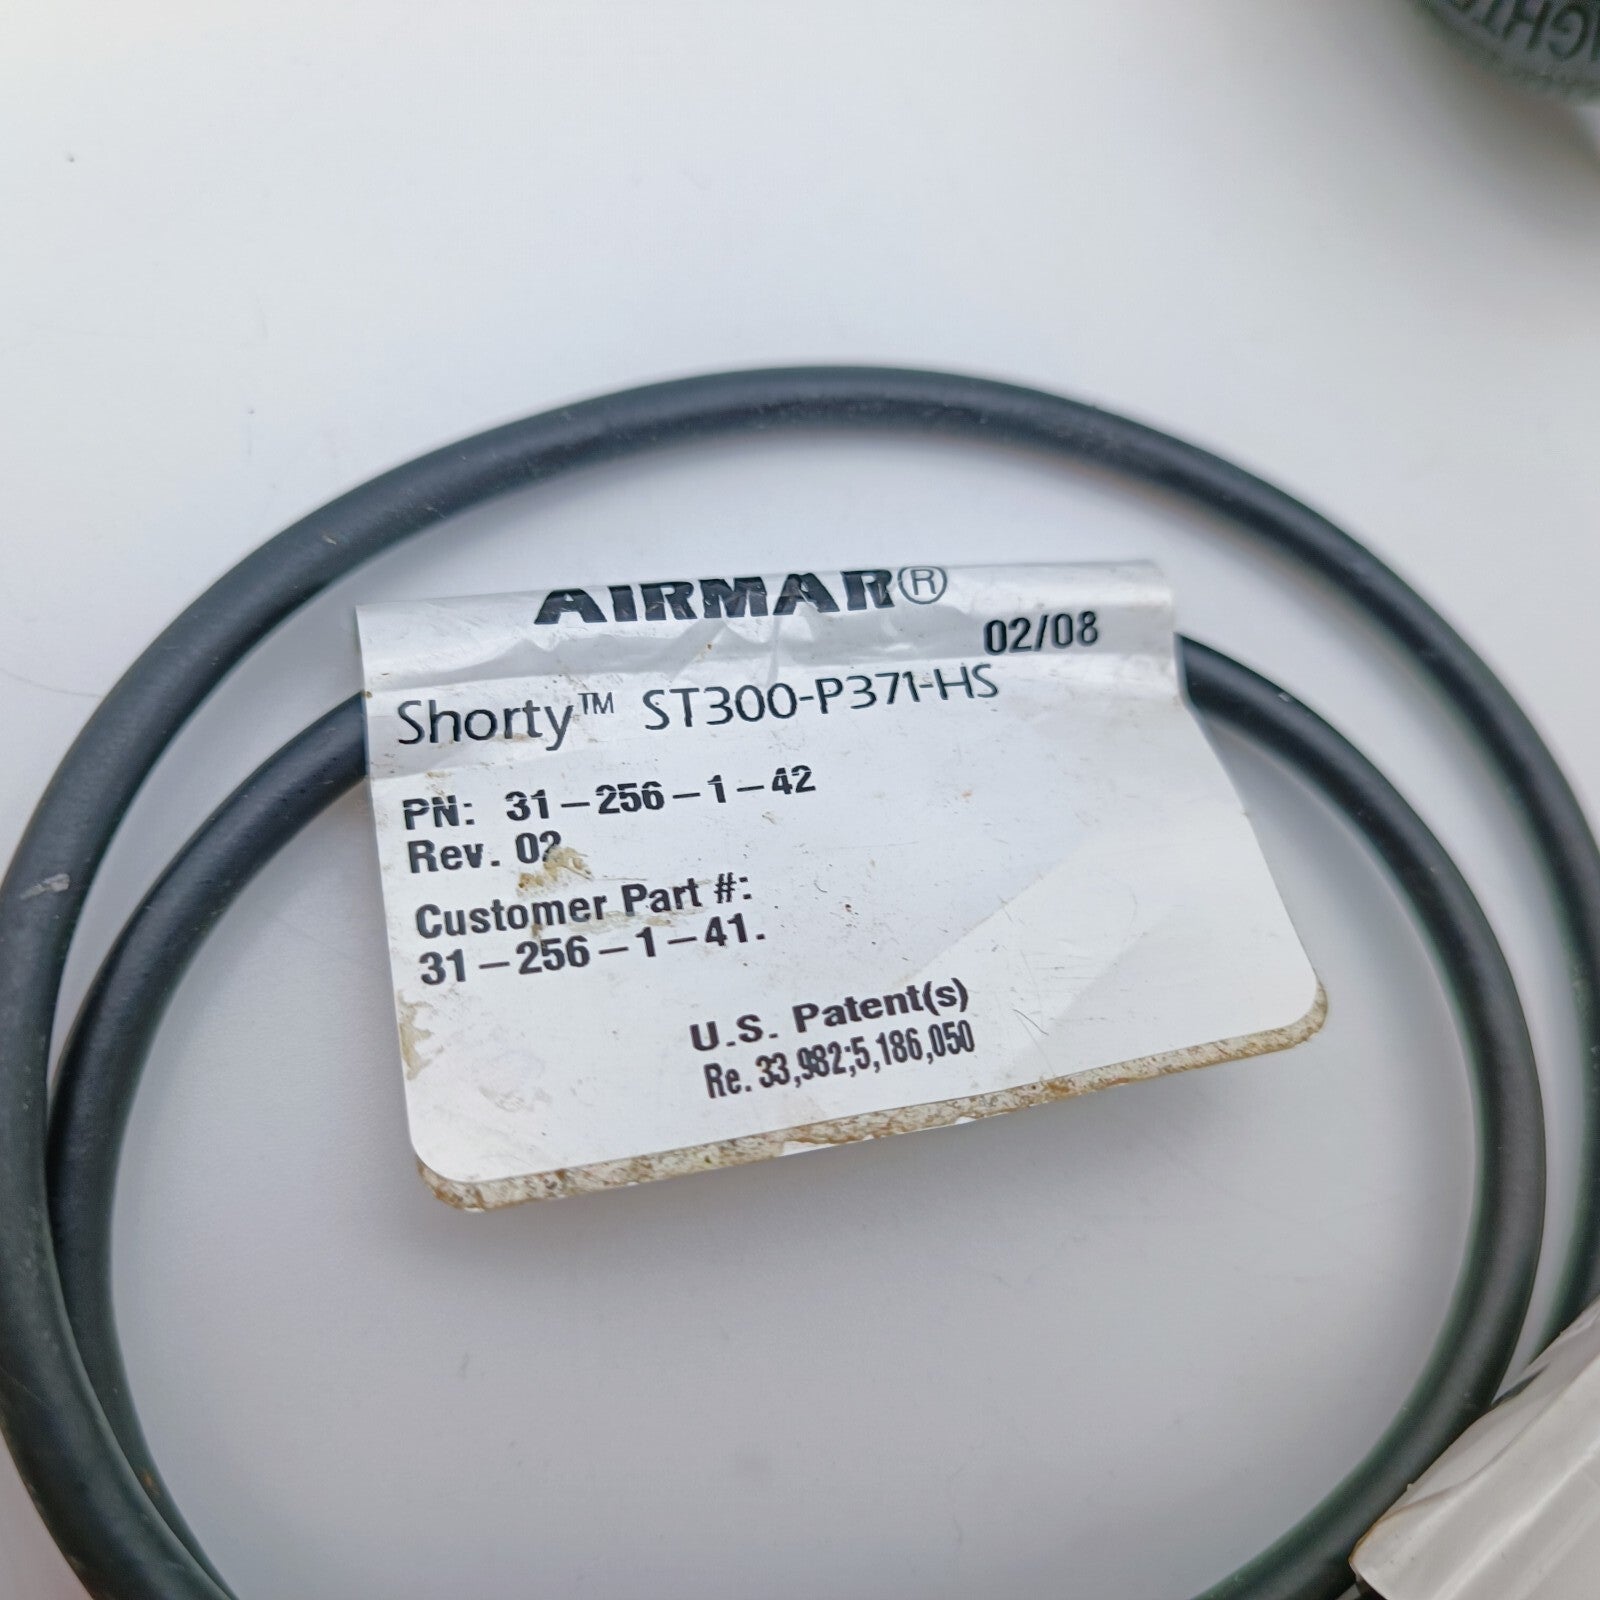 AIRMAR®
02/08
Shorty™ ST300-P371-HS
PN: 31-256-1-42
Rev. 02
Customer Part #:
31-256-1-41.
U.S. Patent(s)
Re. 33,982;5,186,050